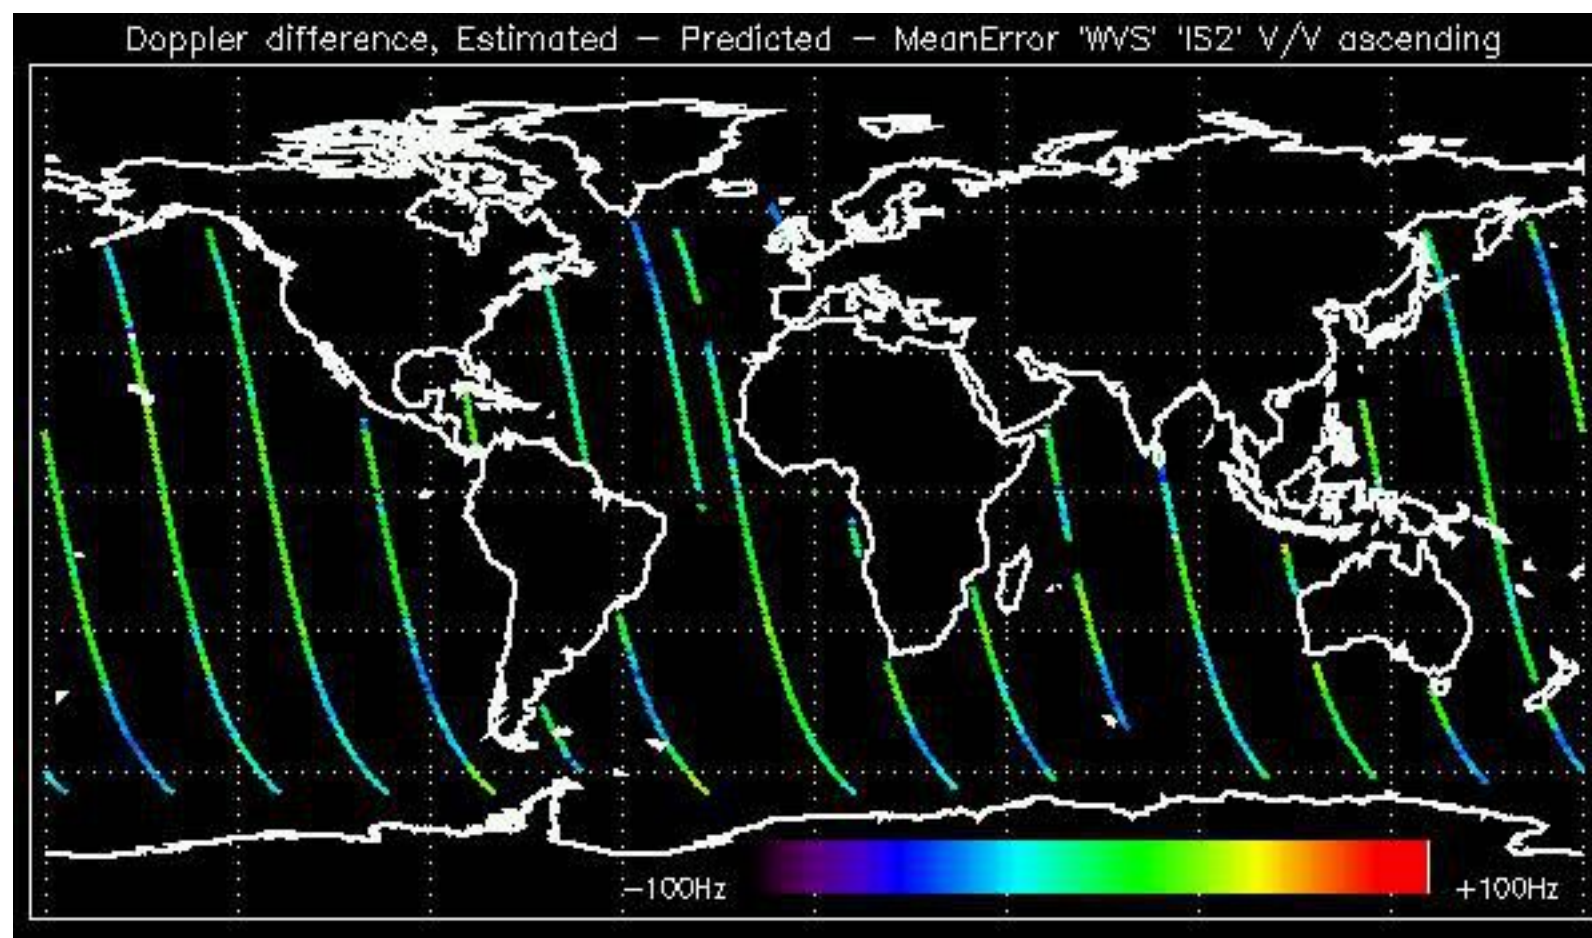 Doppler difference, Estimated – Predicted – MeanError 'WVS' 'IS2' V/V ascending
–100Hz
+100Hz